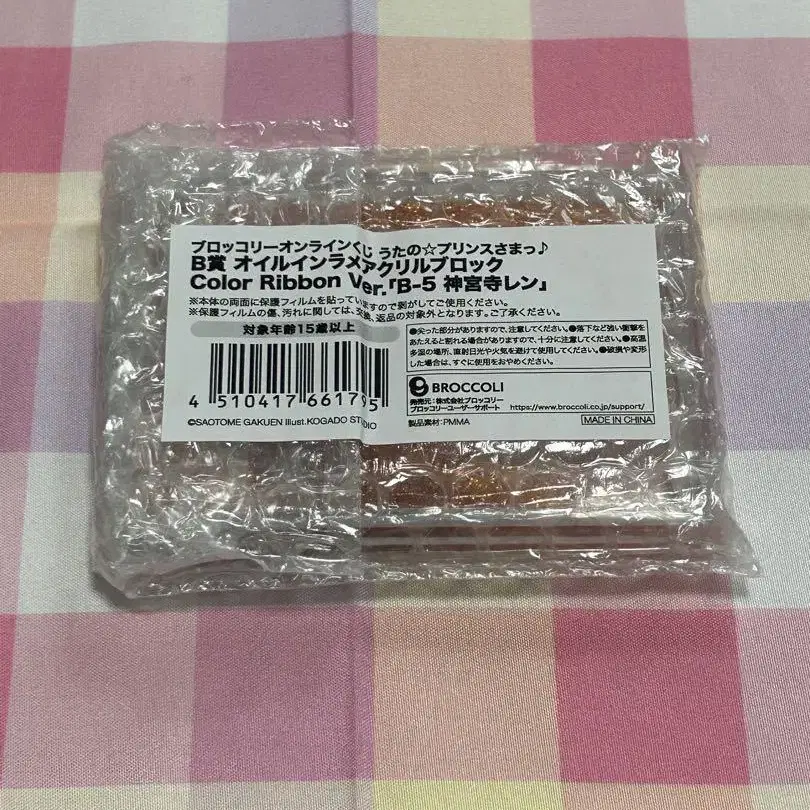 ブロッコリーオンラインくじ うたの☆プリンスさまっ♪
B賞 オイルインラメアクリルブロック
Color Ribbon Ver.「B-5 神宮寺レン」
※本体の両面に保護フィルムを貼っていますので剥がしてご使用ください。
※保護フィルムの傷、汚れに関しては、交換、返品の対象外となります。ご了承ください。
対象年齢15歳以上
4 510417 661795
©SAOTOME GAKUEN Illust.KOGADO STUDIO
●尖った部分がありますので、注意してください。●落下など強い衝撃を
あたえると割れる場合がありますので、十分に注意してください。●高温
多湿の場所、直射日光や火気を避けて使用してください。●破損や変形
した場合は、すぐに使用をおやめください。
BROCCOLI
発売元:株式会社ブロッコリー
ブロッコリーユーザーサポート https://www.broccoli.co.jp/support/
製品素材:PMMA
MADE IN CHINA